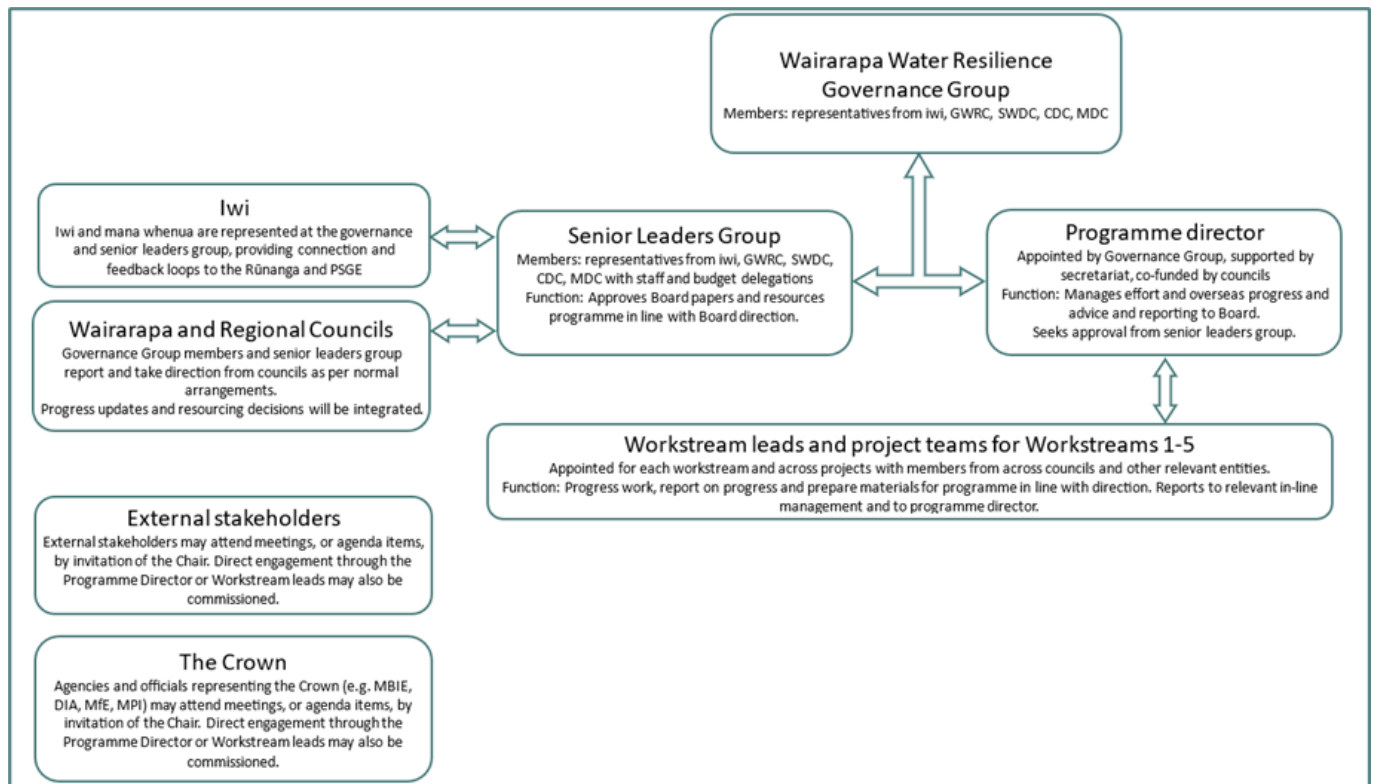 Wairarapa Water Resilience
Governance Group
Members: representatives from iwi, GWRC, SWDC, CDC, MDC
Iwi
Iwi and mana whenua are represented at the governance
and senior leaders group, providing connection and
feedback loops to the Rūnanga and PSGE
Senior Leaders Group
Members: representatives from iwi, GWRC, SWDC,
CDC, MDC with staff and budget delegations
Function: Approves Board papers and resources
programme in line with Board direction.
Programme director
Appointed by Governance Group, supported by
secretariat, co-funded by councils
Function: Manages effort and overseas progress and
advice and reporting to Board.
Seeks approval from senior leaders group.
Wairarapa and Regional Councils
Governance Group members and senior leaders group
report and take direction from councils as per normal
arrangements.
Progress updates and resourcing decisions will be integrated.
Workstream leads and project teams for Workstreams 1-5
Appointed for each workstream and across projects with members from across councils and other relevant entities.
Function: Progress work, report on progress and prepare materials for programme in line with direction. Reports to relevant in-line
management and to programme director.
External stakeholders
External stakeholders may attend meetings, or agenda items,
by invitation of the Chair. Direct engagement through the
Programme Director or Workstream leads may also be
commissioned.
The Crown
Agencies and officials representing the Crown (e.g. MBIE,
DIA, MfE, MPI) may attend meetings, or agenda items, by
invitation of the Chair. Direct engagement through the
Programme Director or Workstream leads may also be
commissioned.